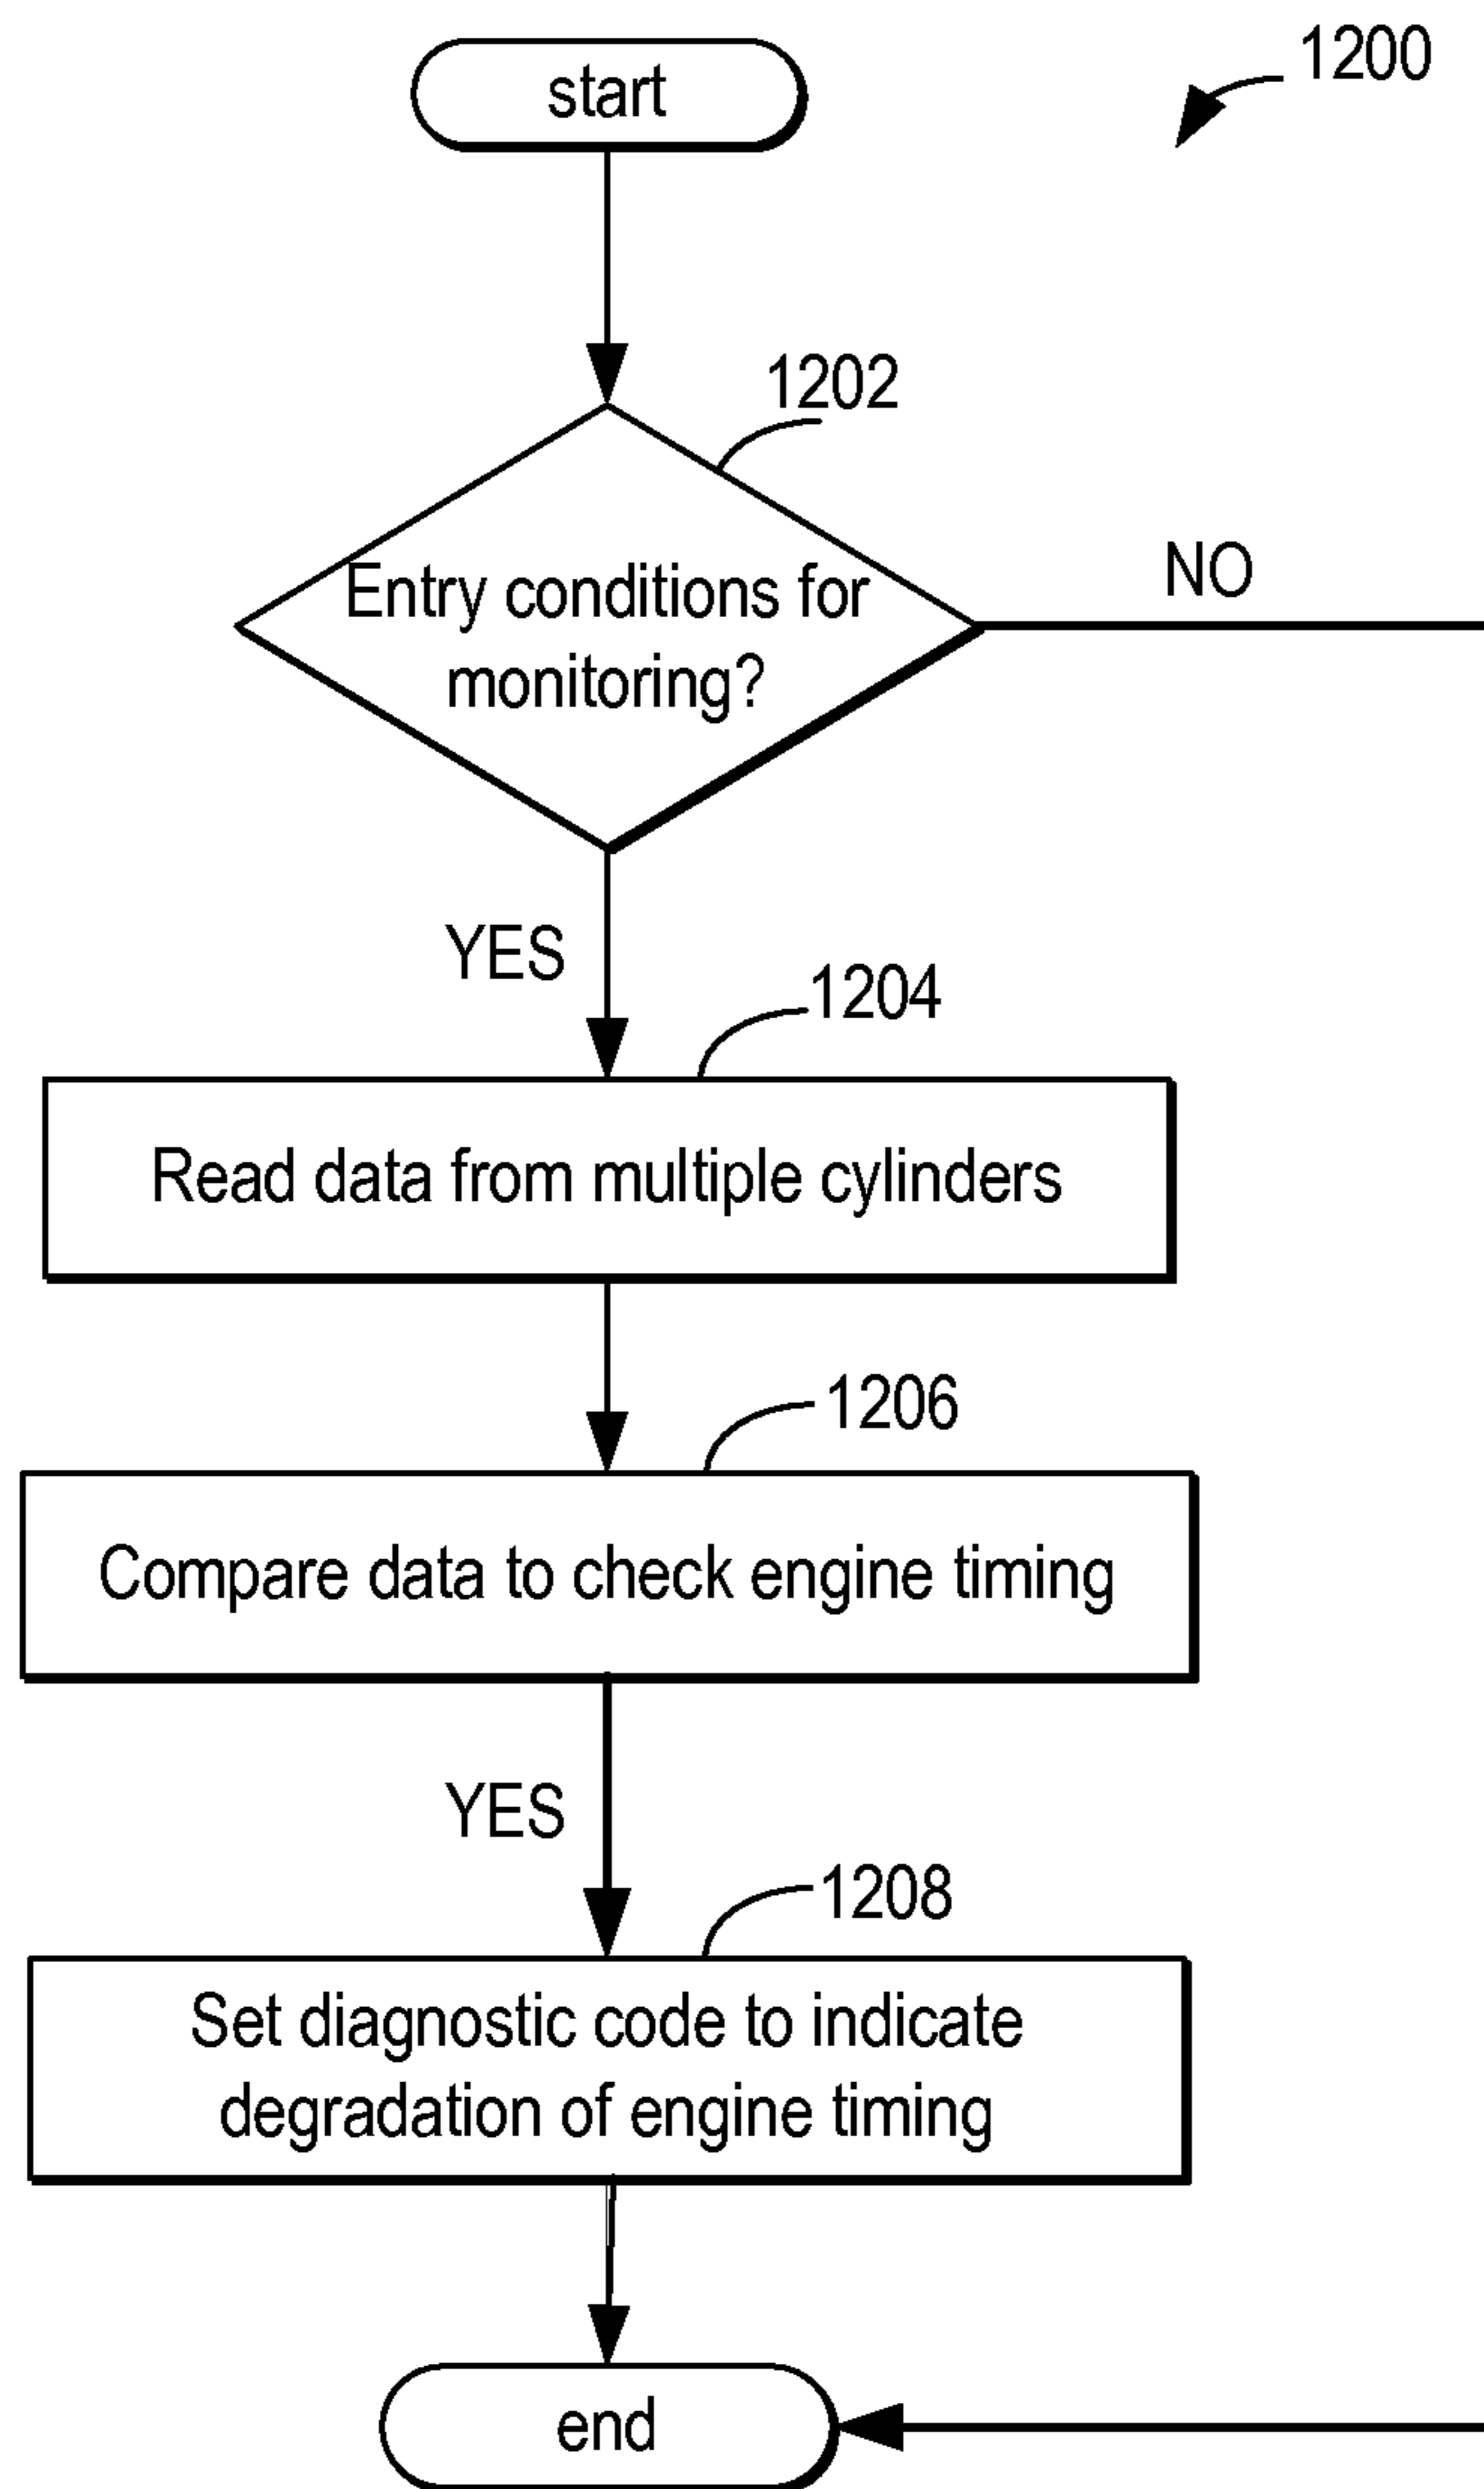 start
1200
1202
Entry conditions for
monitoring?
NO
YES
1204
Read data from multiple cylinders
1206
Compare data to check engine timing
YES
1208
Set diagnostic code to indicate
degradation of engine timing
end